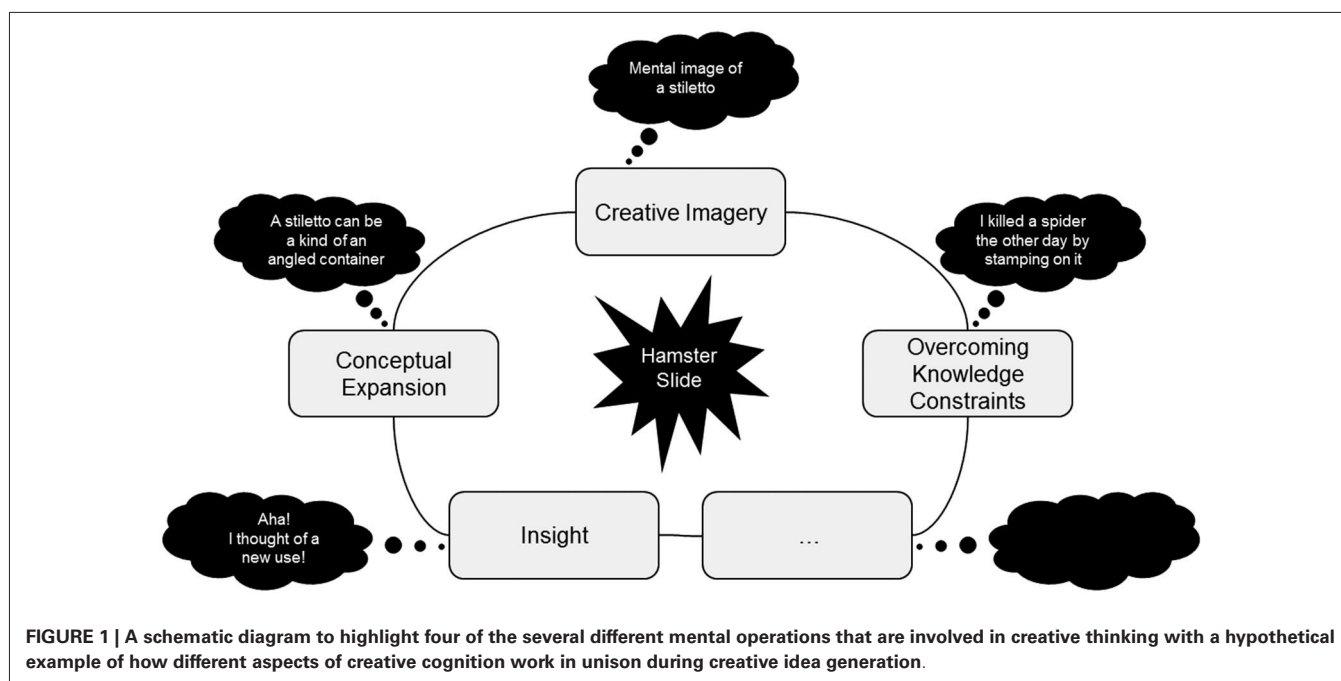 Mental image of
a stiletto
Creative Imagery
A stiletto can be
a kind of an
angled container
I killed a spider
the other day by
stamping on it
Conceptual
Expansion
Hamster
Slide
Overcoming
Knowledge
Constraints
Aha!
I thought of a
new use!
Insight
...
FIGURE 1 | A schematic diagram to highlight four of the several different mental operations that are involved in creative thinking with a hypothetical
example of how different aspects of creative cognition work in unison during creative idea generation.